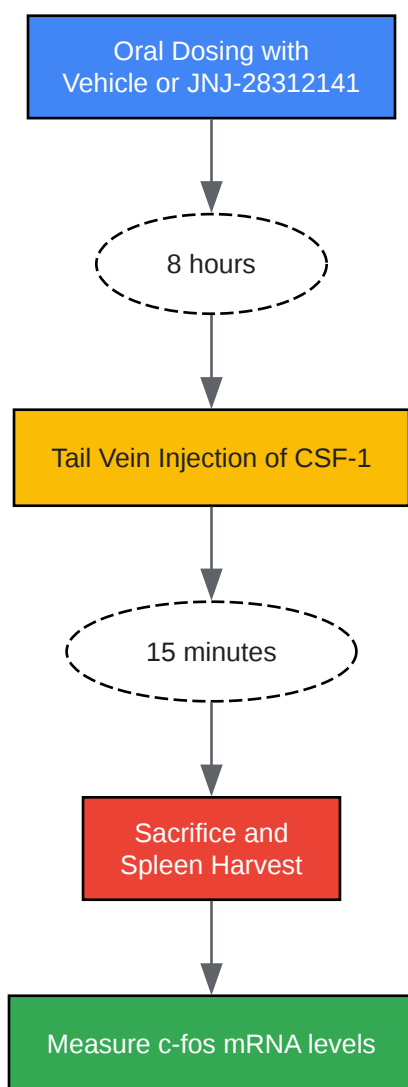 Oral Dosing with
Vehicle or JNJ-28312141
8 hours
Tail Vein Injection of CSF-1
15 minutes
Sacrifice and
Spleen Harvest
Measure c-fos mRNA levels